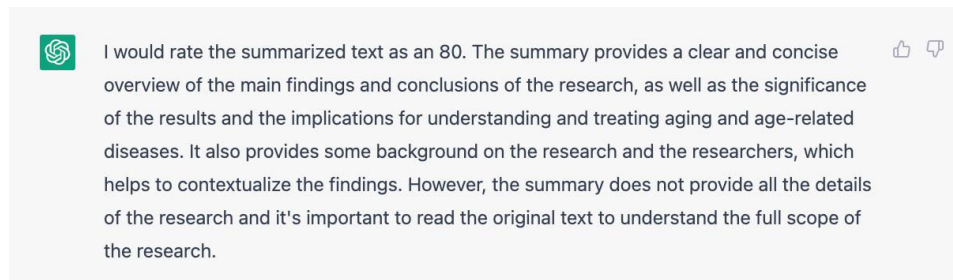 I would rate the summarized text as an 80. The summary provides a clear and concise
overview of the main findings and conclusions of the research, as well as the significance
of the results and the implications for understanding and treating aging and age-related
diseases. It also provides some background on the research and the researchers, which
helps to contextualize the findings. However, the summary does not provide all the details
of the research and it's important to read the original text to understand the full scope of
the research.